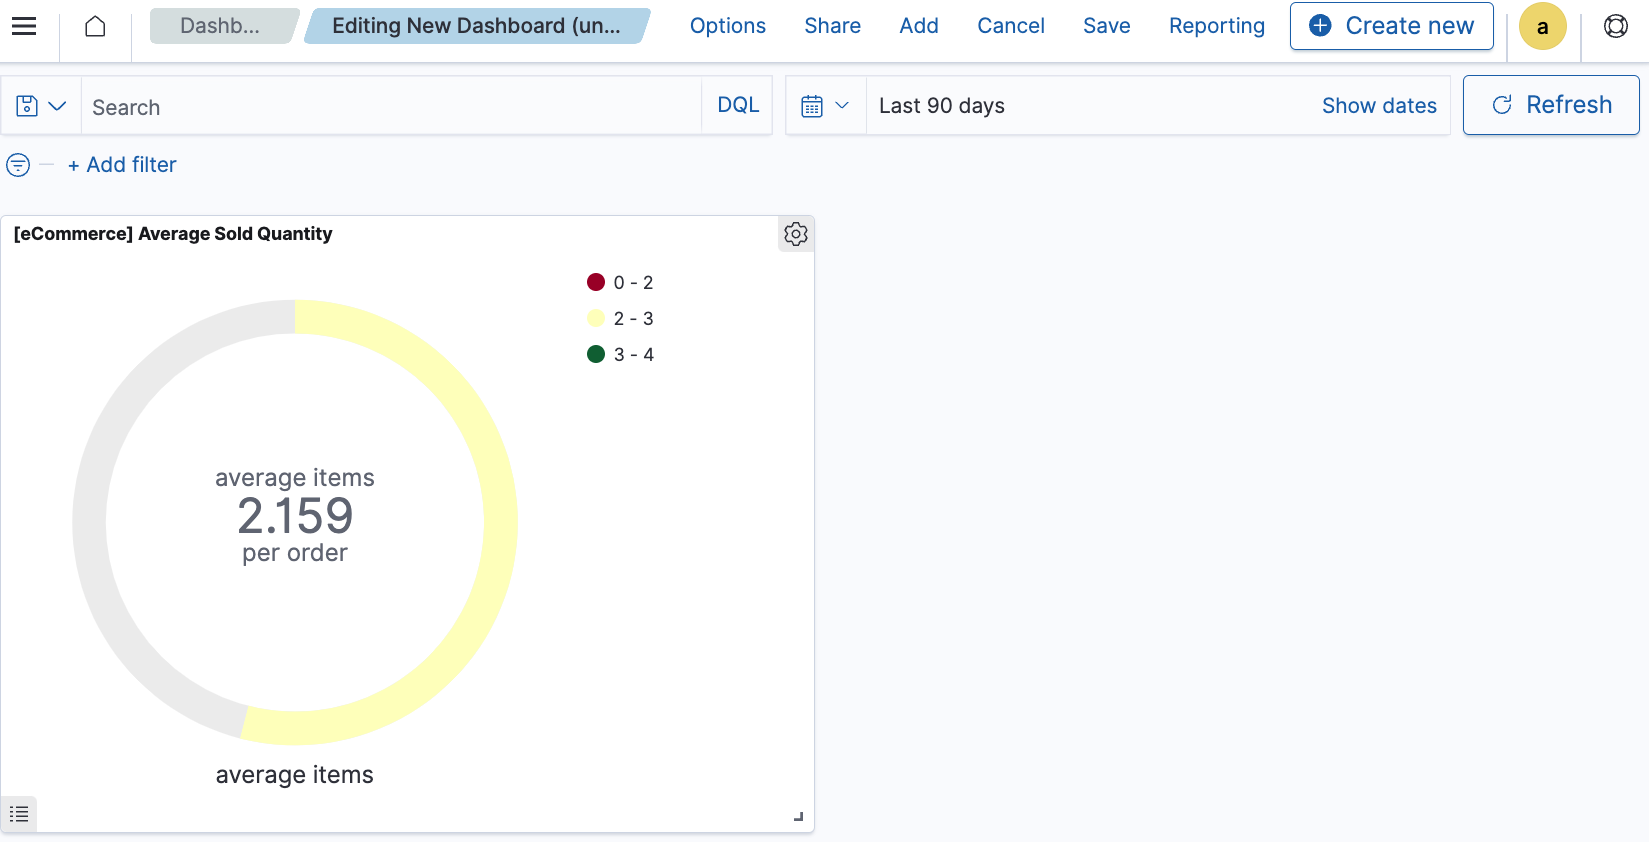 Dashb...
Editing New Dashboard (un...
Options
Share
Add
Cancel
Save
Reporting
Create new
a
Search
DQL
Last 90 days
Show dates
Refresh
+ Add filter
[eCommerce] Average Sold Quantity
0 - 2
2 - 3
3 - 4
average items
2.159
per order
average items